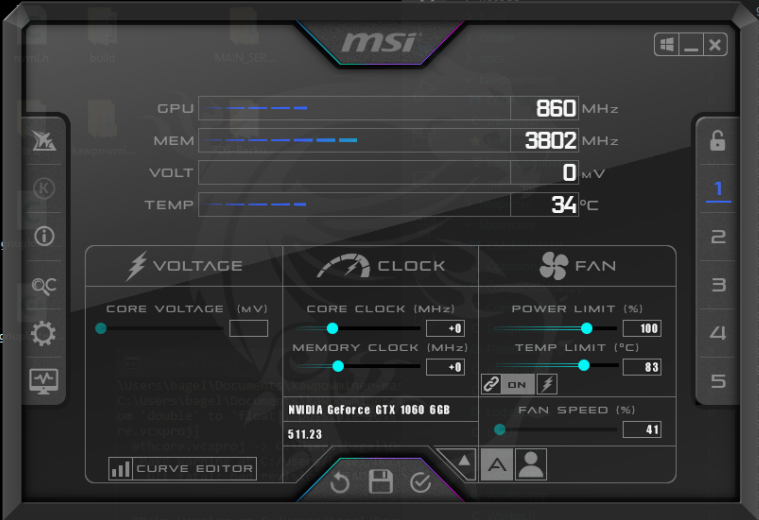 msi
GPU 860 MHz
MEM 3802 MHz
VOLT 0 mV
TEMP 34 °C
K
1
2
3
4
5
VOLTAGE
CORE VOLTAGE (MV)
CURVE EDITOR
CLOCK
CORE CLOCK (MHz)
+0
MEMORY CLOCK (MHz)
+0
NVIDIA GeForce GTX 1060 6GB
511.23
FAN
POWER LIMIT (%)
100
TEMP LIMIT (°C)
83
ON
FAN SPEED (%)
41
A